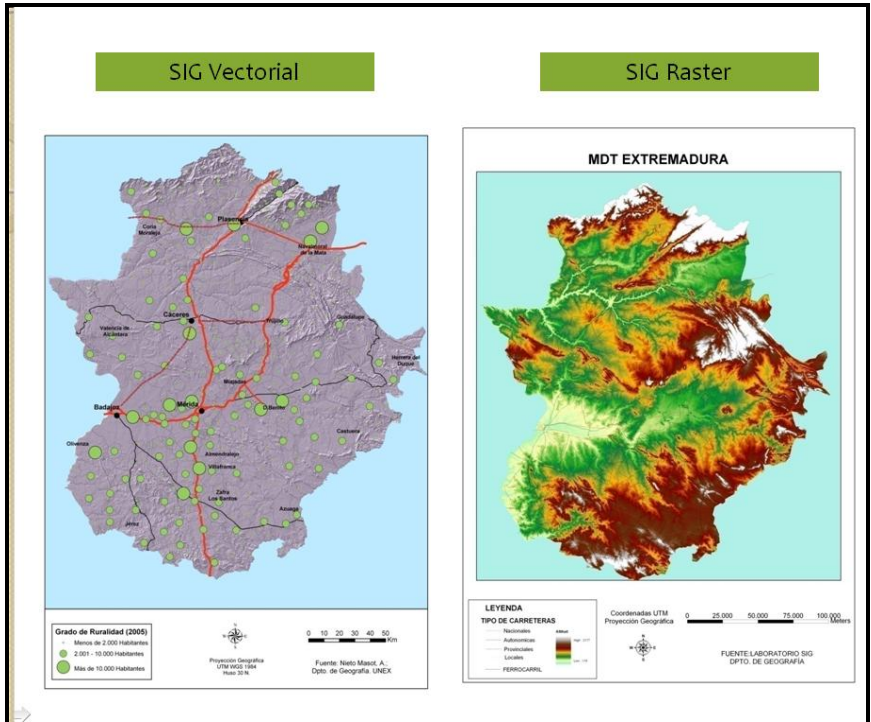 SIG Vectorial
SIG Raster
Plasencia
Coria
Moraleja
Navalmoral
de la Mata
Cáceres
Trujillo
Guadalupe
Valencia de
Alcántara
Herrera del
Duque
Miajadas
Badajoz
Mérida
D.Benito
Castuera
Olivenza
Almendralejo
Villafranca
Zafra
Los Santos
Azuaga
Jerez
Grado de Ruralidad (2005)
Menos de 2.000 Habitantes
2.001 - 10.000 Habitantes
Más de 10.000 Habitantes
Proyección Geográfica
UTM WGS 1984
Huso 30 N
0 10 20 30 40 50
Km
Fuente: Nieto Masot, A.;
Dpto. de Geografía. UNEX
MDT EXTREMADURA
LEYENDA
TIPO DE CARRETERAS
Nacionales
Autonomicas
Provinciales
Locales
FERROCARRIL
Altitud
Coordenadas UTM
Proyección Geográfica
0 25.000 50.000 75.000 100.000
Meters
FUENTE:LABORATORIO SIG
DPTO. DE GEOGRAFÍA